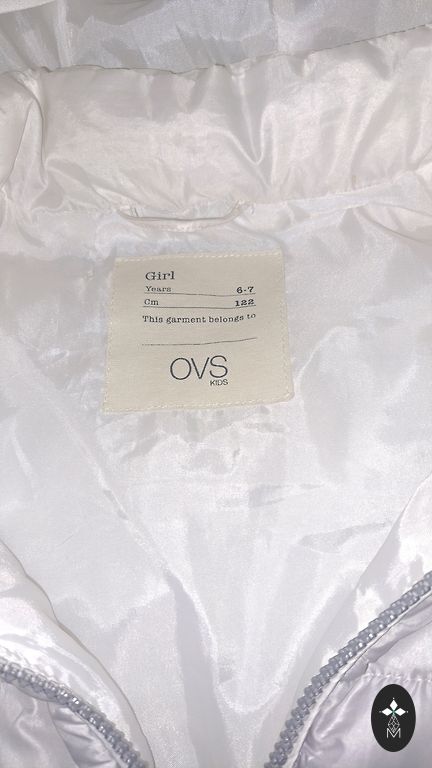 Girl
Years 6-7
Cm 122
This garment belongs to
OVS
KIDS
M